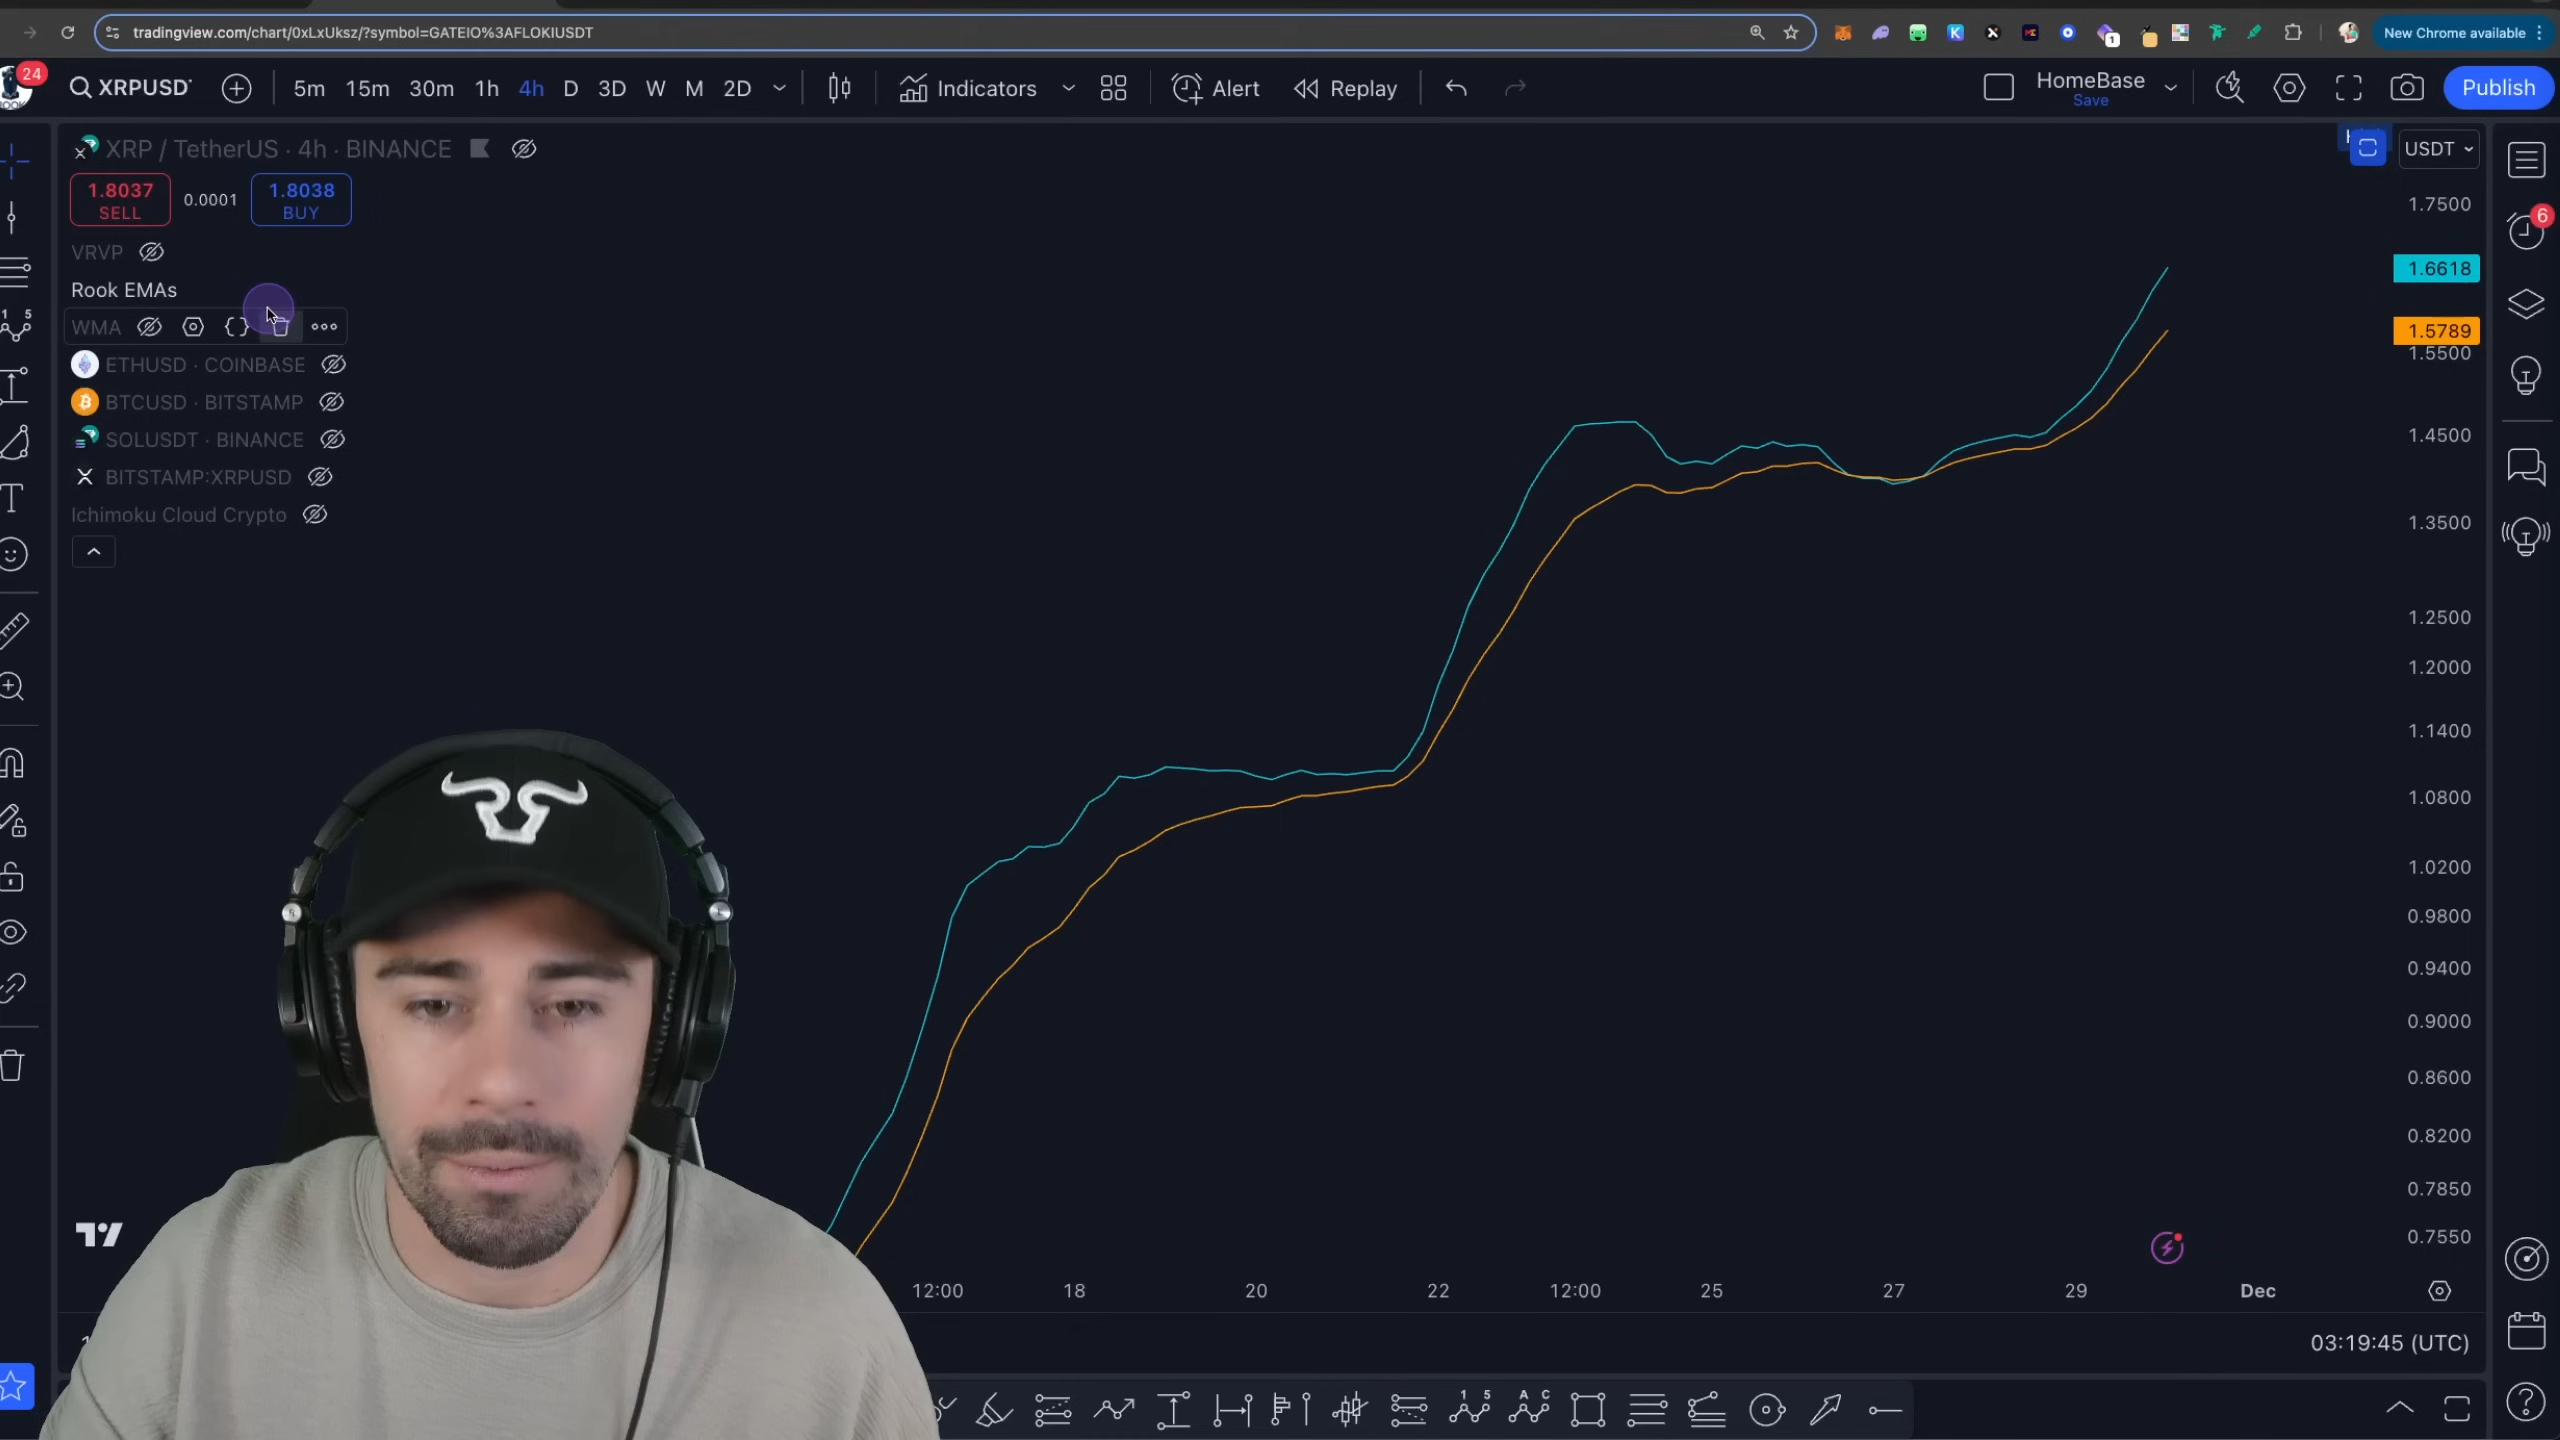 tradingview.com/chart/0xLxUksz/?symbol=GATEIO%3AFLOKIUSDT
New Chrome available
24
XRPUSD
5m 15m 30m 1h 4h D 3D W M 2D
Indicators
Alert
Replay
HomeBase
Save
Publish
XRP / TetherUS · 4h · BINANCE
USDT
1.8037
SELL
0.0001
1.8038
BUY
VRVP
Rook EMAs
WMA
ETHUSD · COINBASE
BTCUSD · BITSTAMP
SOLUSDT · BINANCE
BITSTAMP:XRPUSD
Ichimoku Cloud Crypto
1.7500
1.6618
1.5789
1.5500
1.4500
1.3500
1.2500
1.2000
1.1400
1.0800
1.0200
0.9800
0.9400
0.9000
0.8600
0.8200
0.7850
0.7550
6
12:00 18 20 22 12:00 25 27 29 Dec
03:19:45 (UTC)